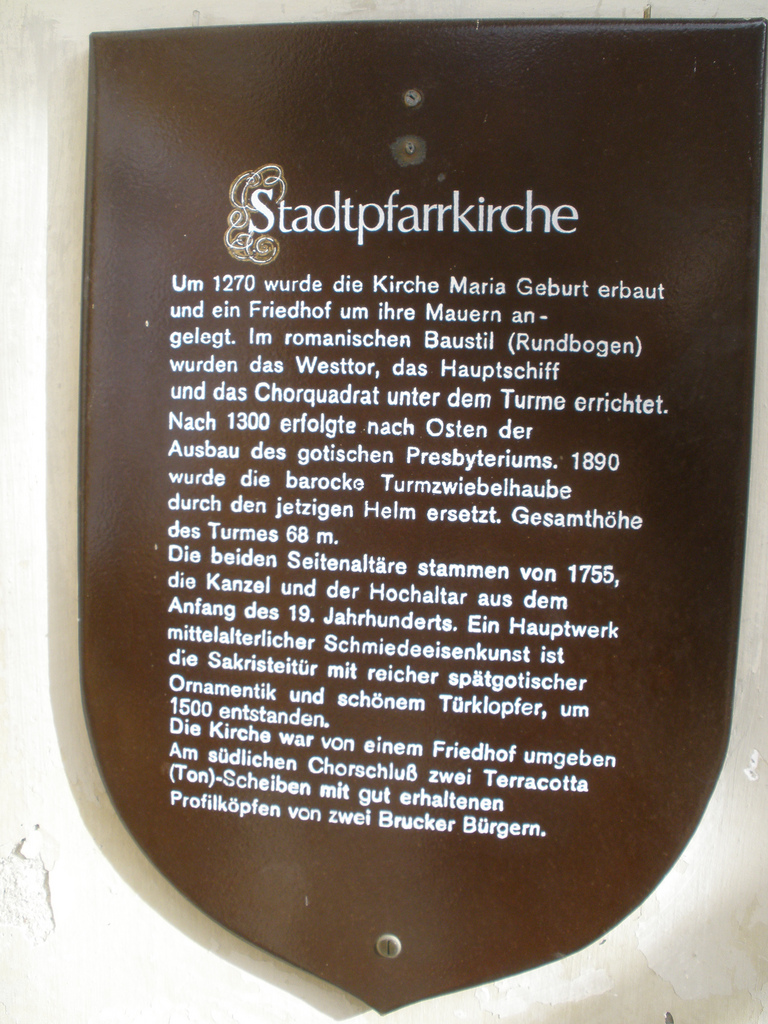 Stadtpfarrkirche
Um 1270 wurde die Kirche Maria Geburt erbaut
und ein Friedhof um ihre Mauern an-
gelegt. Im romanischen Baustil (Rundbogen)
wurden das Westtor, das Hauptschiff
und das Chorquadrat unter dem Turme errichtet.
Nach 1300 erfolgte nach Osten der
Ausbau des gotischen Presbyteriums. 1890
wurde die barocke Turmzwiebelhaube
durch den jetzigen Helm ersetzt. Gesamthöhe
des Turmes 68 m.
Die beiden Seitenaltäre stammen von 1755,
die Kanzel und der Hochaltar aus dem
Anfang des 19. Jahrhunderts. Ein Hauptwerk
mittelalterlicher Schmiedeeisenkunst ist
die Sakristeitür mit reicher spätgotischer
Ornamentik und schönem Türklopfer, um
1500 entstanden.
Die Kirche war von einem Friedhof umgeben
Am südlichen Chorschluß zwei Terracotta
(Ton)-Scheiben mit gut erhaltenen
Profilköpfen von zwei Brucker Bürgern.